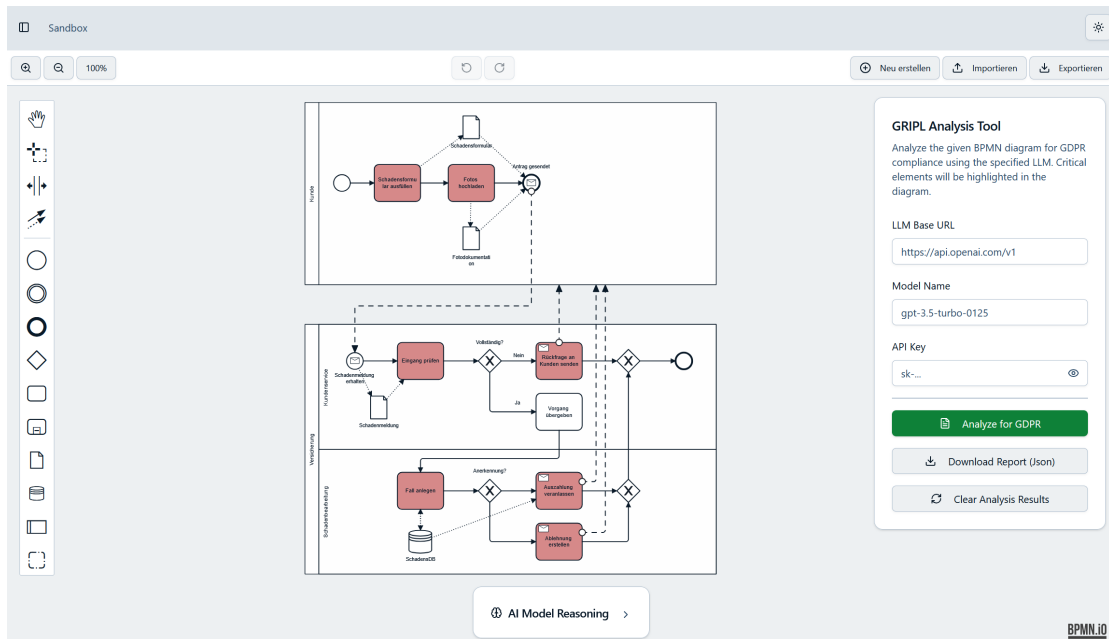 Sandbox
100%
Neu erstellen
Importieren
Exportieren
Kunde
Schadensformular
Antrag gesendet
Schadensformu
lar ausfüllen
Fotos
hochladen
Fotodokumentati
on
Versicherung
Kundenservice
Schadenmeldung
erhalten
Schadenmeldung
Eingang prüfen
Vollständig?
Nein
Ja
Rückfrage an
Kunden senden
Vorgang
übergeben
Schadenbearbeitung
Fall anlegen
SchadensDB
Anerkennung?
Auszahlung
veranlassen
Ablehnung
erstellen
AI Model Reasoning
GRIPL Analysis Tool
Analyze the given BPMN diagram for GDPR
compliance using the specified LLM. Critical
elements will be highlighted in the
diagram.
LLM Base URL
https://api.openai.com/v1
Model Name
gpt-3.5-turbo-0125
API Key
sk-...
Analyze for GDPR
Download Report (Json)
Clear Analysis Results
BPMN.iO